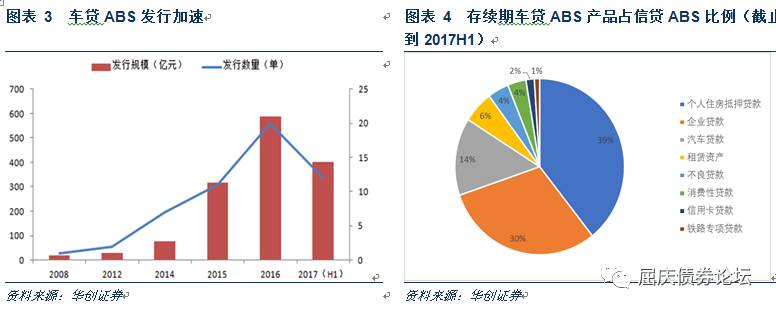 图表 3 车贷 ABS 发行加速
发行规模（亿元）
发行数量（单）
700
600
500
400
300
200
100
0
25
20
15
10
5
0
2008
2012
2014
2015
2016
2017（H1）
资料来源：华创证券
图表 4 存续期车贷 ABS 产品占信贷 ABS 比例（截止
到 2017H1）
39%
30%
14%
6%
4%
4%
2%
1%
个人住房抵押贷款
企业贷款
汽车贷款
租赁资产
不良贷款
消费性贷款
信用卡贷款
铁路专项贷款
资料来源：华创证券
屈庆债券论坛